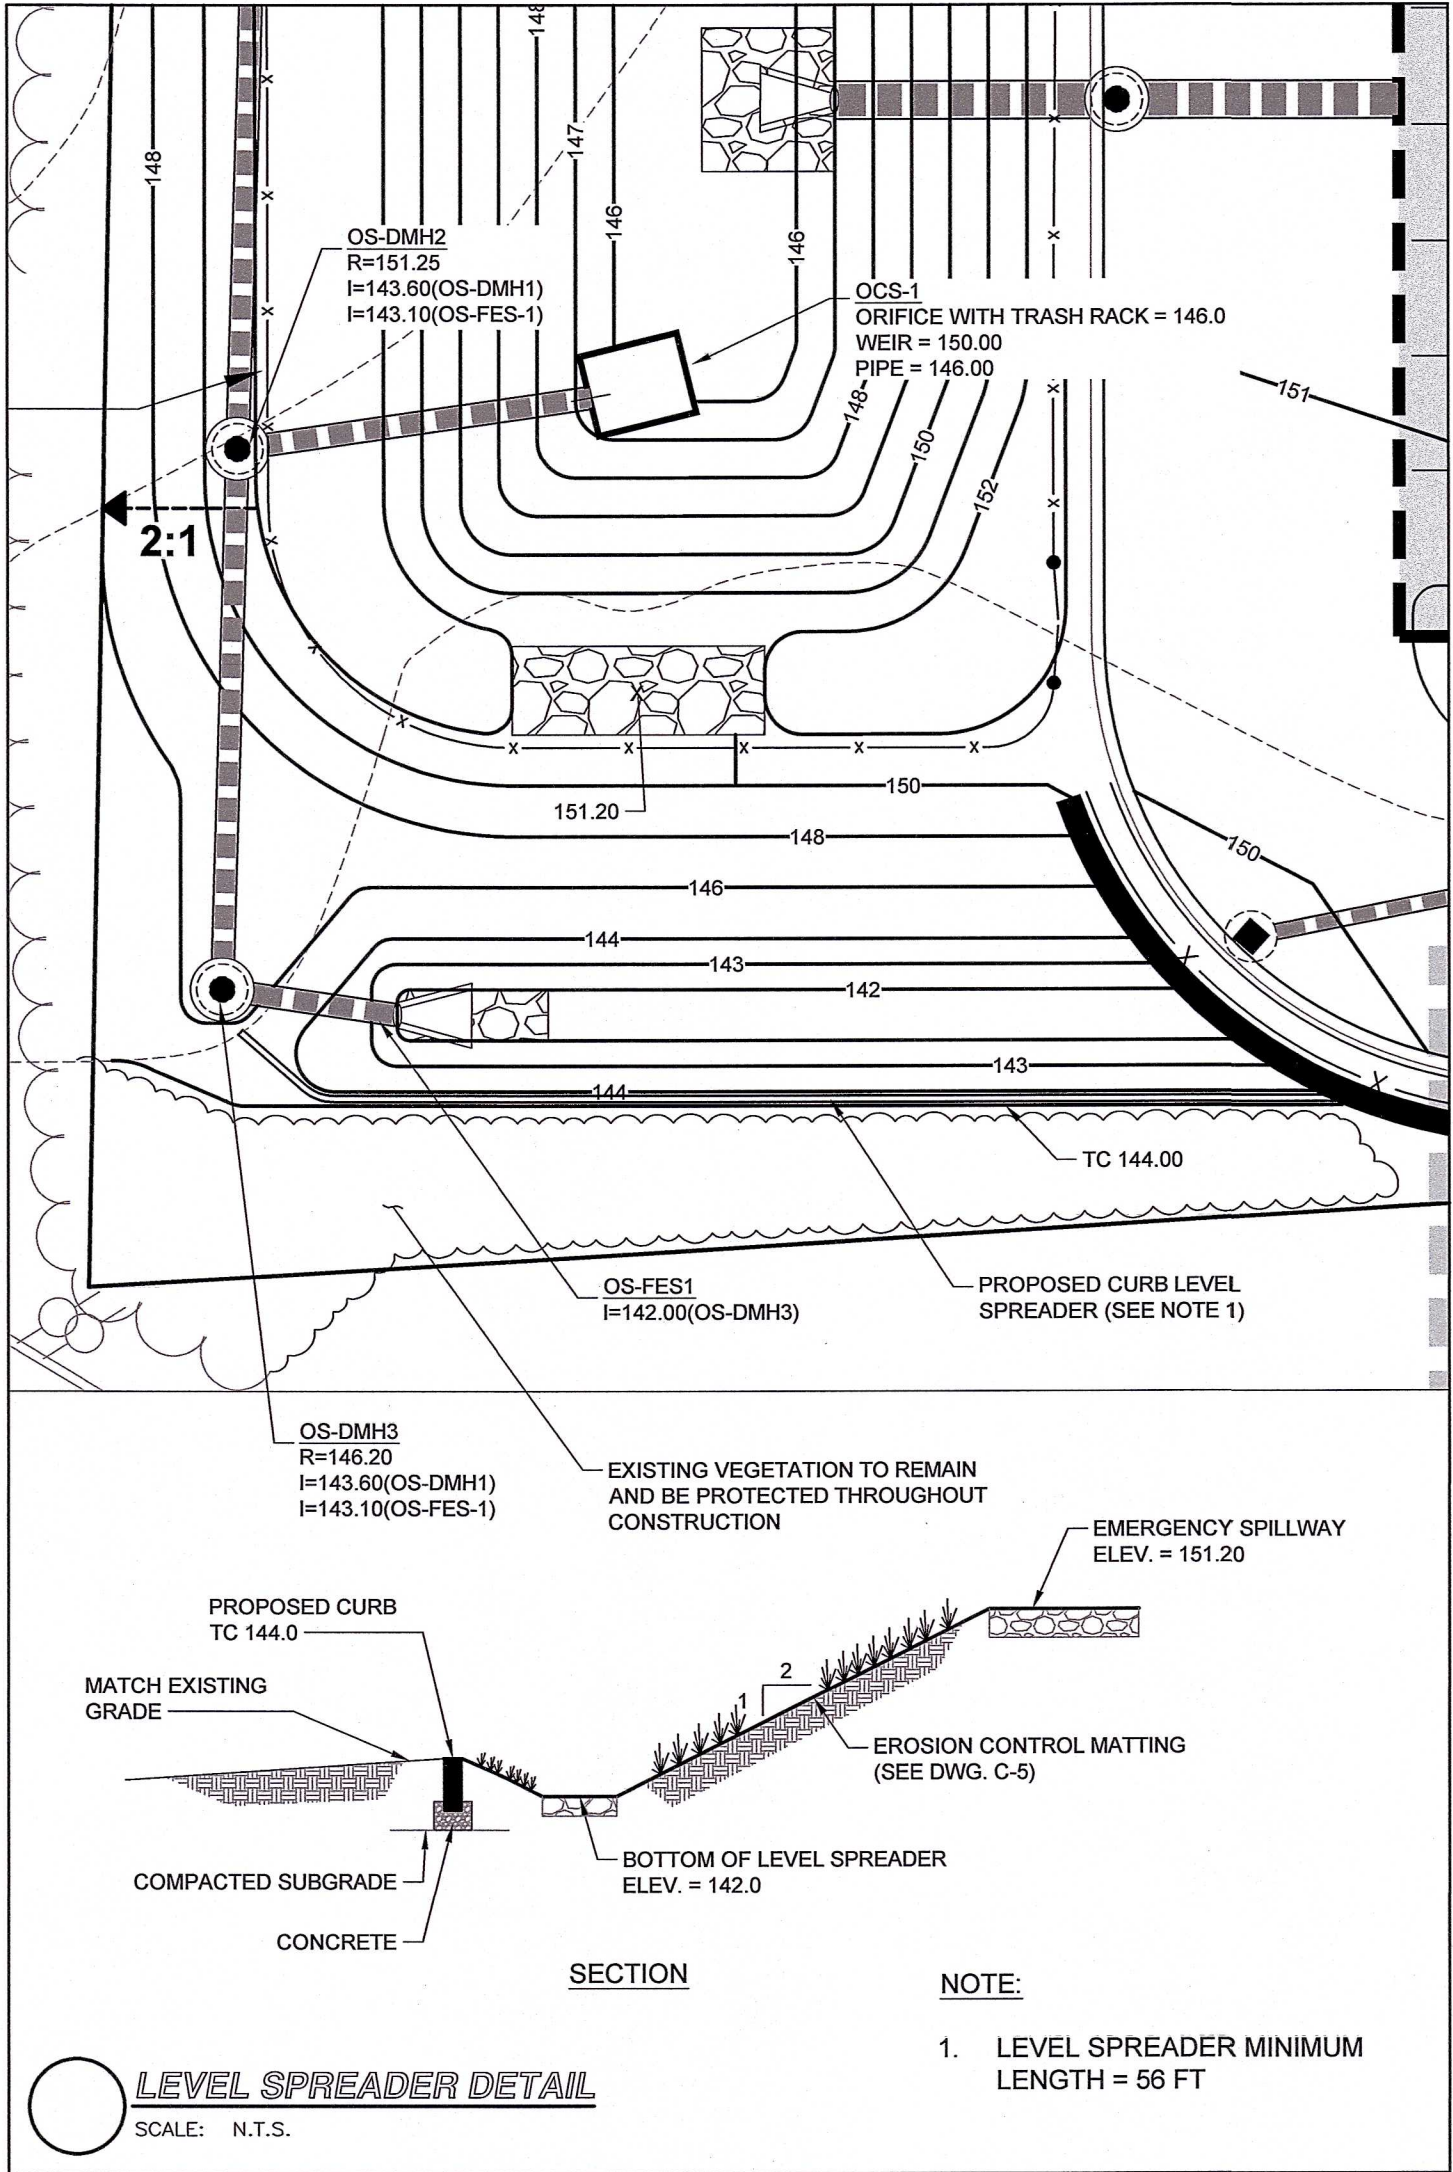 148
148
147
146
146
OS-DMH2
R=151.25
I=143.60(OS-DMH1)
I=143.10(OS-FES-1)
OCS-1
ORIFICE WITH TRASH RACK = 146.0
WEIR = 150.00
PIPE = 146.00
148
150
152
151
2:1
151.20
150
148
150
146
144
143
142
143
144
TC 144.00
OS-FES1
I=142.00(OS-DMH3)
PROPOSED CURB LEVEL
SPREADER (SEE NOTE 1)
OS-DMH3
R=146.20
I=143.60(OS-DMH1)
I=143.10(OS-FES-1)
EXISTING VEGETATION TO REMAIN
AND BE PROTECTED THROUGHOUT
CONSTRUCTION
EMERGENCY SPILLWAY
ELEV. = 151.20
PROPOSED CURB
TC 144.0
MATCH EXISTING
GRADE
2
1
EROSION CONTROL MATTING
(SEE DWG. C-5)
BOTTOM OF LEVEL SPREADER
ELEV. = 142.0
COMPACTED SUBGRADE
CONCRETE
SECTION
NOTE:
1. LEVEL SPREADER MINIMUM
LENGTH = 56 FT
LEVEL SPREADER DETAIL
SCALE: N.T.S.